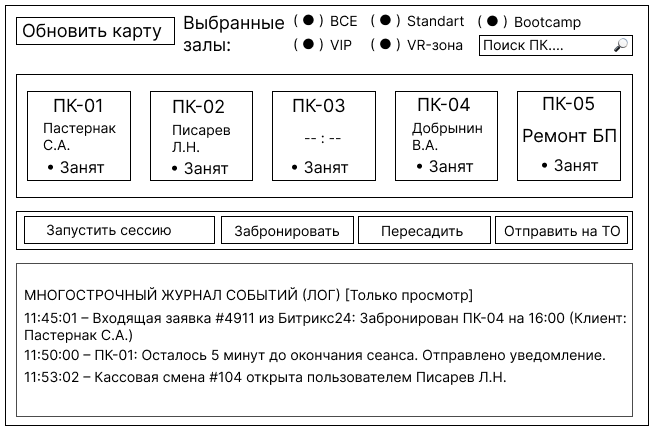 Обновить карту
Выбранные
залы:
( ● ) ВСЕ ( ● ) Standart ( ● ) Bootcamp
( ● ) VIP ( ● ) VR-зона
Поиск ПК.... 🔎
ПК-01
Пастернак
С.А.
• Занят
ПК-02
Писарев
Л.Н.
• Занят
ПК-03
-- : --
• Занят
ПК-04
Добрынин
В.А.
• Занят
ПК-05
Ремонт БП
• Занят
Запустить сессию
Забронировать
Пересадить
Отправить на ТО
МНОГОСТРОЧНЫЙ ЖУРНАЛ СОБЫТИЙ (ЛОГ) [Только просмотр]
11:45:01 – Входящая заявка #4911 из Битрикс24: Забронирован ПК-04 на 16:00 (Клиент:
Пастернак С.А.)
11:50:00 – ПК-01: Осталось 5 минут до окончания сеанса. Отправлено уведомление.
11:53:02 – Кассовая смена #104 открыта пользователем Писарев Л.Н.